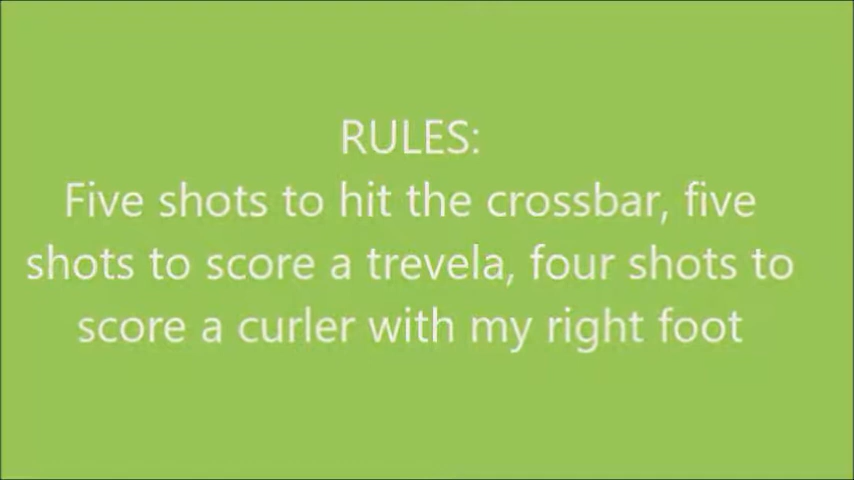 RULES:
Five shots to hit the crossbar, five
shots to score a trevela, four shots to
score a curler with my right foot